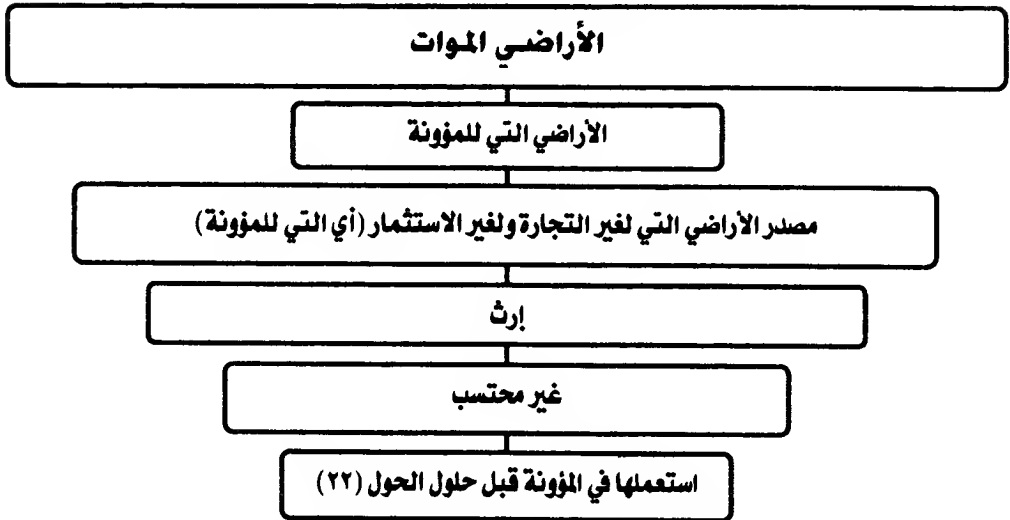 الأراضي الموات
الأراضي التي للمؤونة
مصدر الأراضي التي لغير التجارة ولغير الاستثمار (أي التي للمؤونة)
إرث
غير محتسب
استعملها في المؤونة قبل حلول الحول (٢٢)